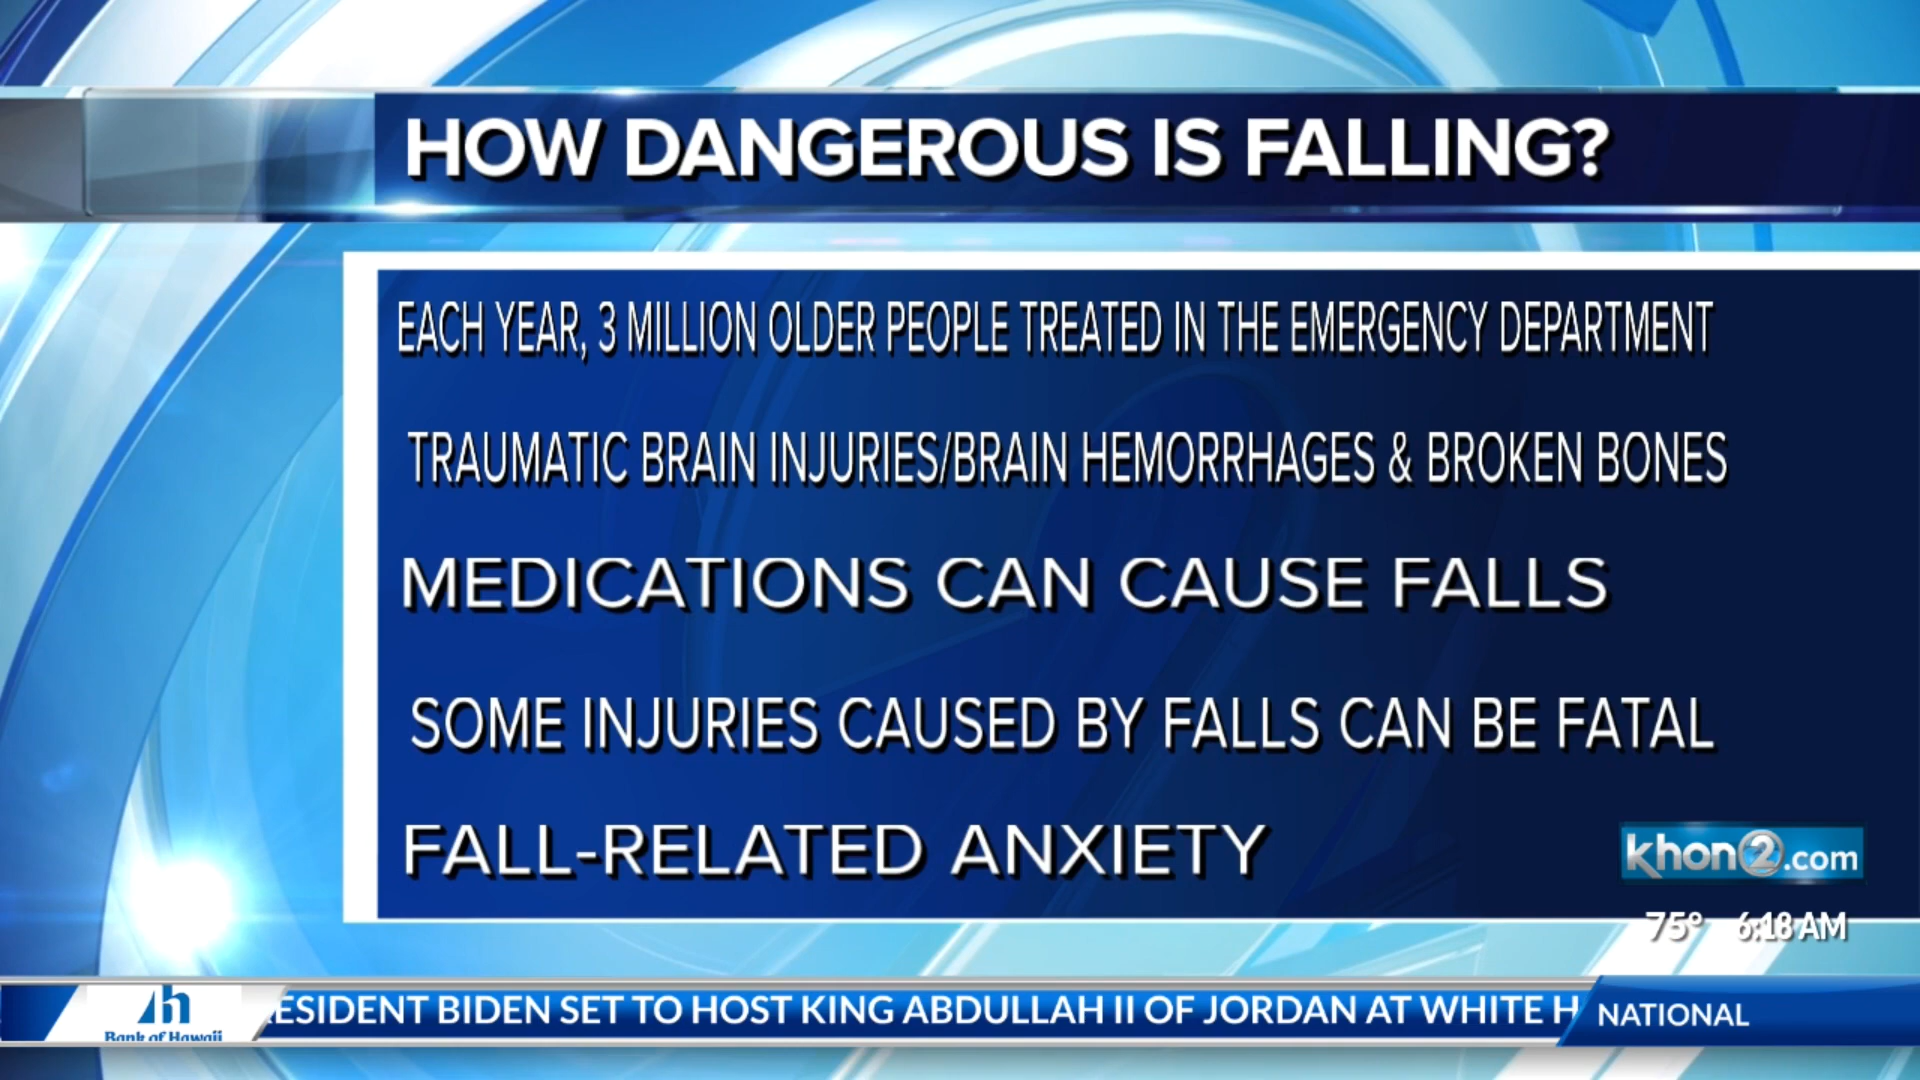 HOW DANGEROUS IS FALLING?
EACH YEAR, 3 MILLION OLDER PEOPLE TREATED IN THE EMERGENCY DEPARTMENT
TRAUMATIC BRAIN INJURIES/BRAIN HEMORRHAGES & BROKEN BONES
MEDICATIONS CAN CAUSE FALLS
SOME INJURIES CAUSED BY FALLS CAN BE FATAL
FALL-RELATED ANXIETY
khon2.com
75° 6:18 AM
h
Bank of Hawaii
ESIDENT BIDEN SET TO HOST KING ABDULLAH II OF JORDAN AT WHITE H
NATIONAL